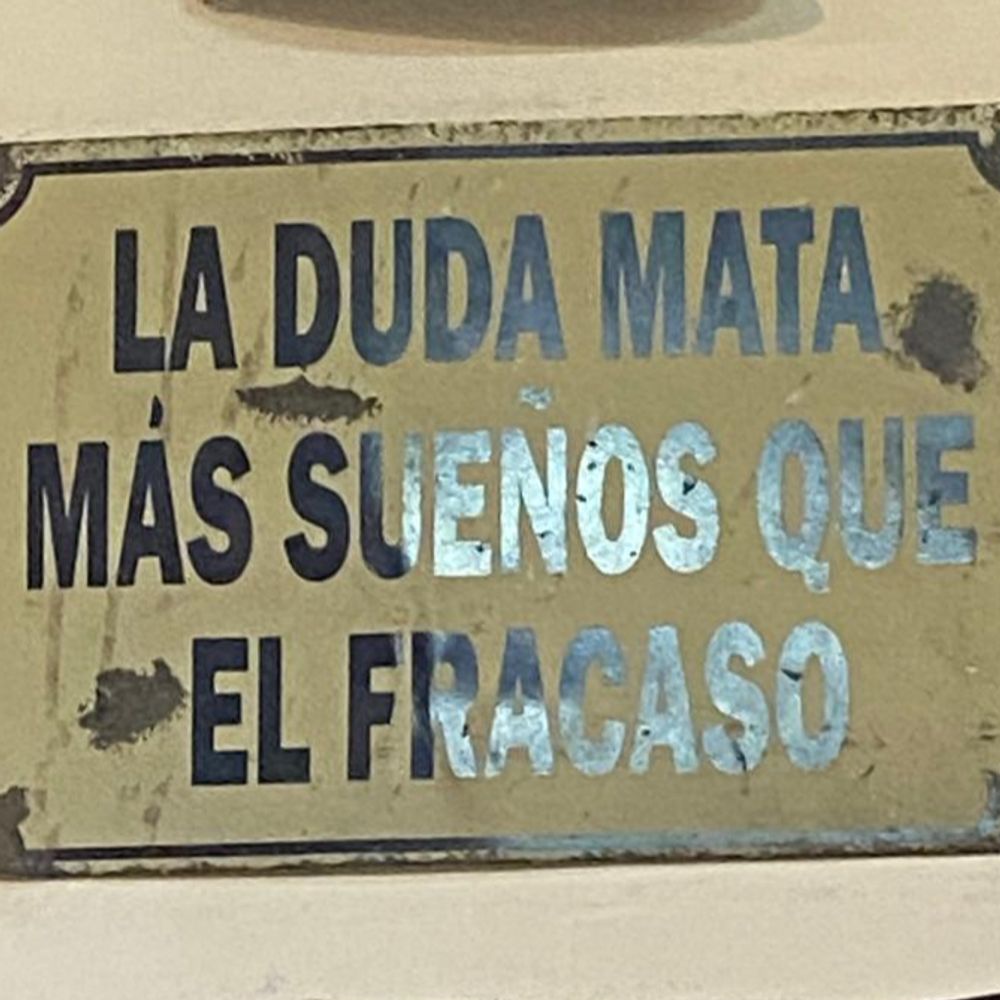 LA DUDA MATA
MÁS SUEÑOS QUE
EL FRACASO